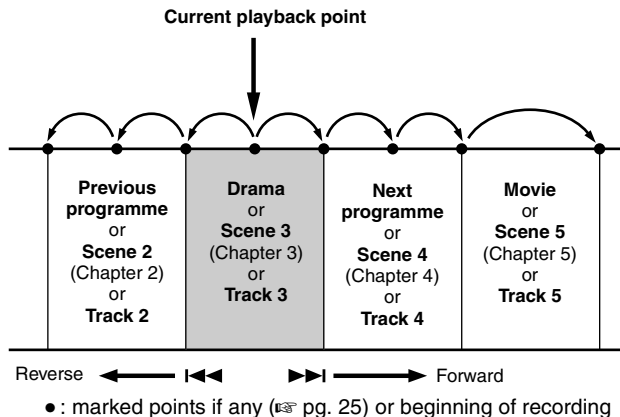 Current playback point
Previous
programme
or
Scene 2
(Chapter 2)
or
Track 2
Drama
or
Scene 3
(Chapter 3)
or
Track 3
Next
programme
or
Scene 4
(Chapter 4)
or
Track 4
Movie
or
Scene 5
(Chapter 5)
or
Track 5
Reverse
Forward
● : marked points if any (☞ pg. 25) or beginning of recording